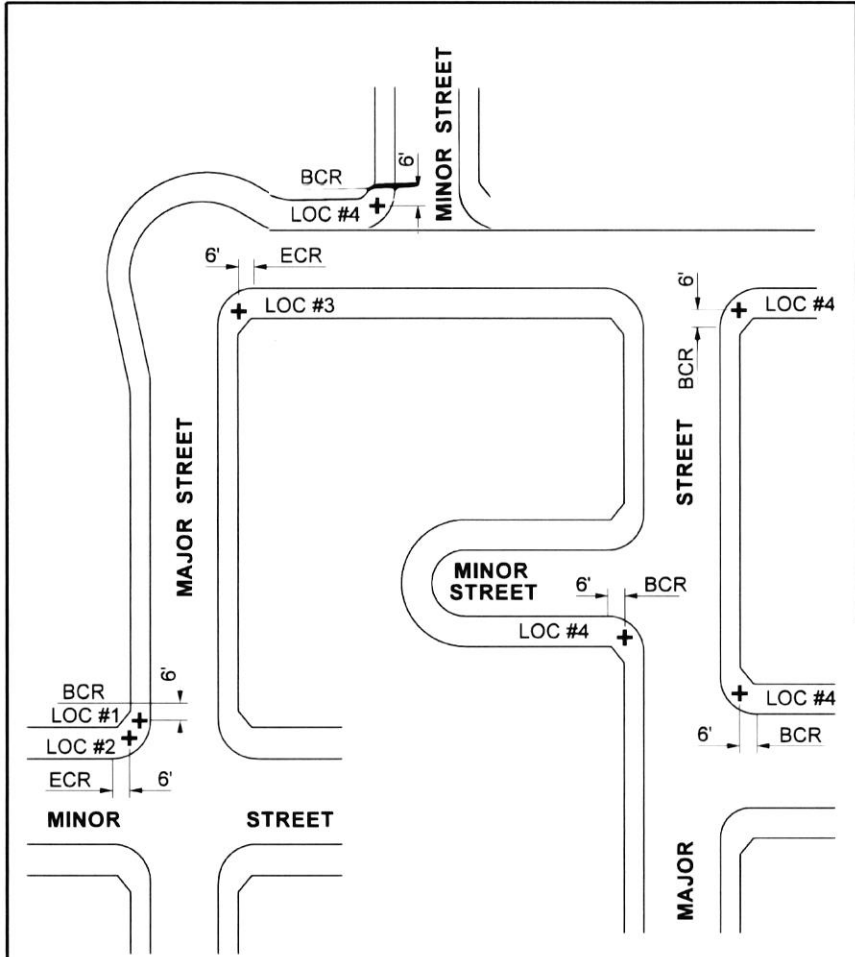 MINOR STREET
6'
BCR
LOC #4
6'
ECR
LOC #3
6'
LOC #4
BCR
MAJOR STREET
STREET
MINOR
STREET
6'
BCR
LOC #4
6'
BCR
LOC #1
LOC #2
ECR
6'
LOC #4
6'
BCR
MINOR
STREET
MAJOR